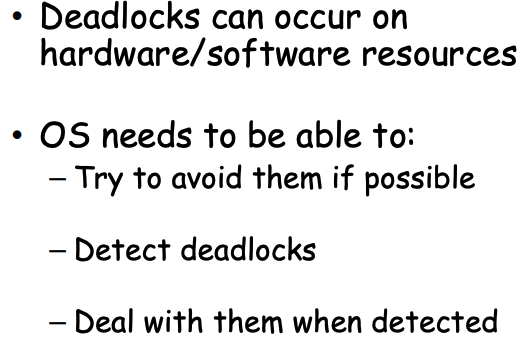 • Deadlocks can occur on
hardware/software resources
• OS needs to be able to:
– Try to avoid them if possible
– Detect deadlocks
– Deal with them when detected